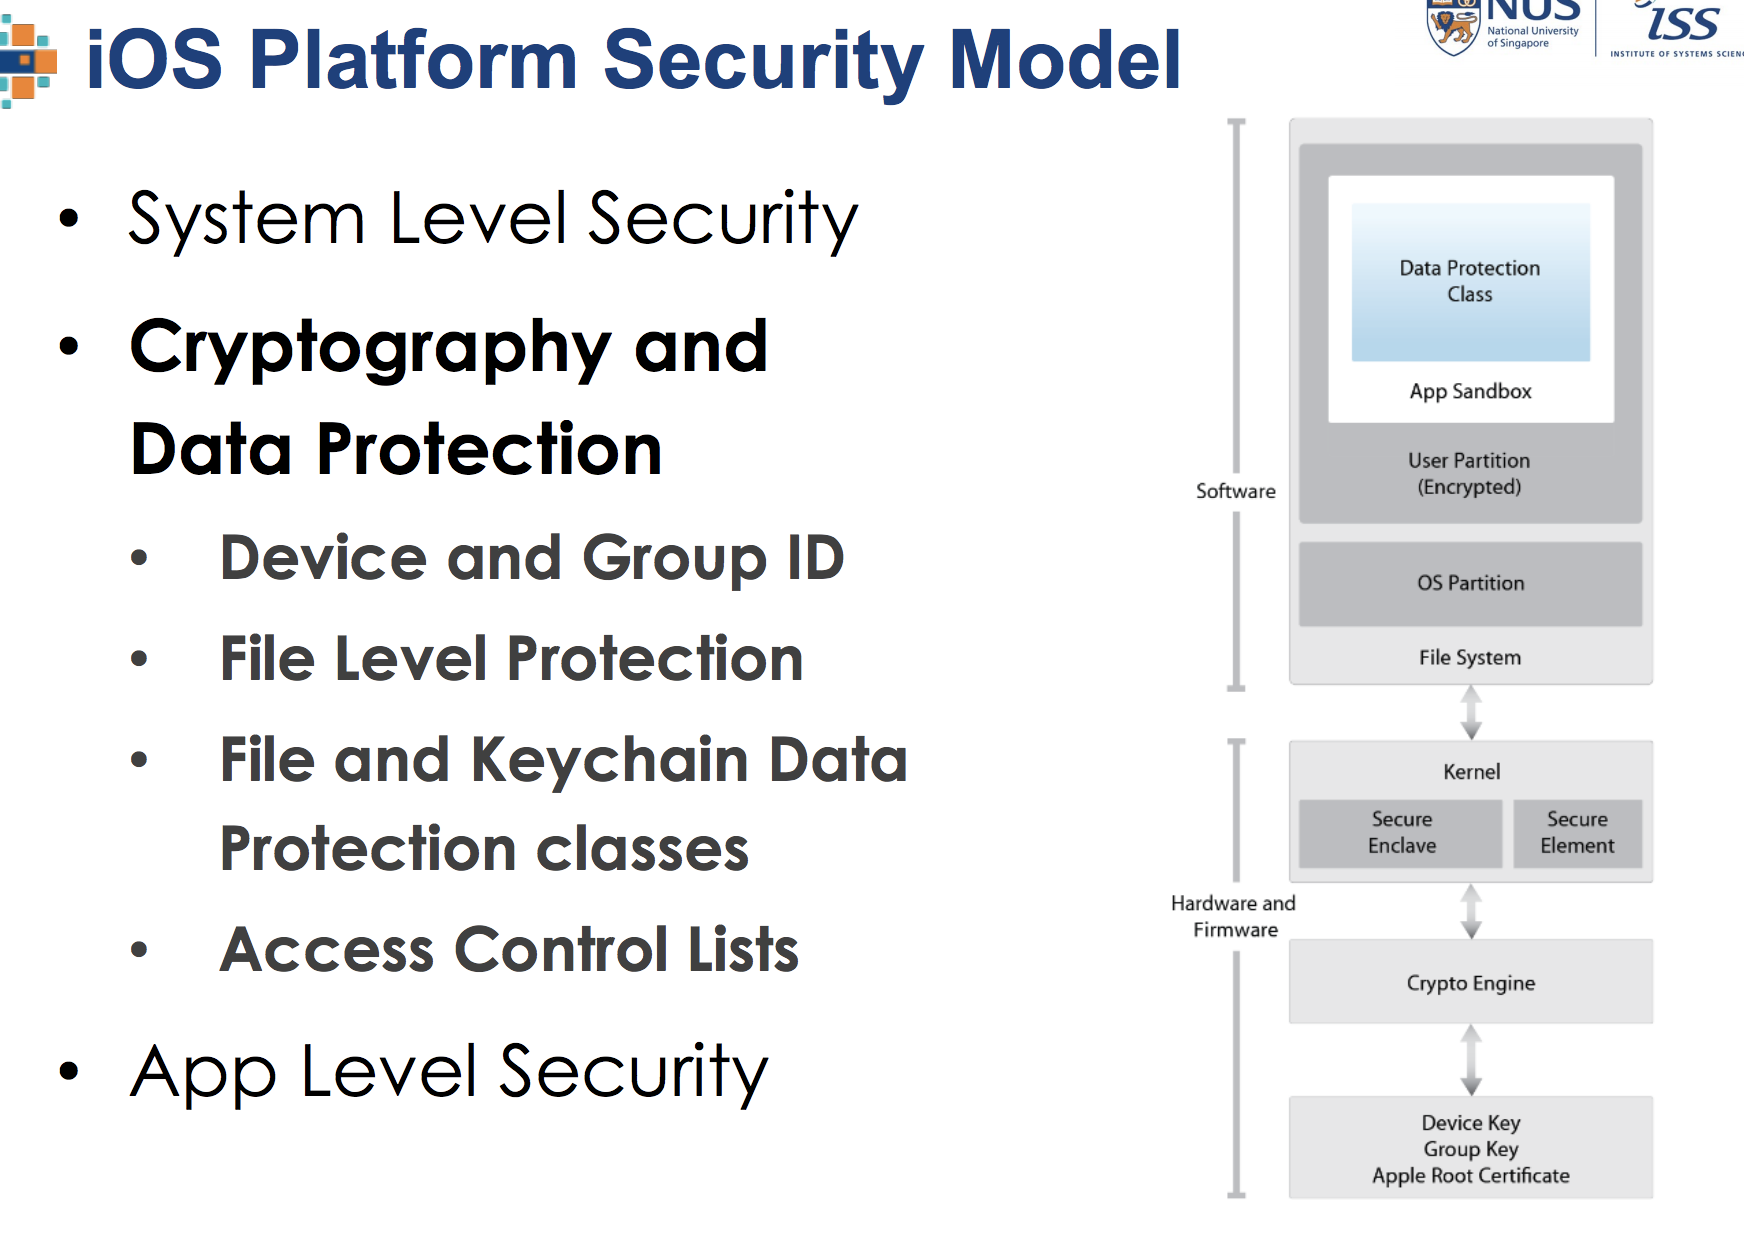 iOS Platform Security Model
NUS
National University
of Singapore
iSS
INSTITUTE OF SYSTEMS
• System Level Security
• Cryptography and
Data Protection
• Device and Group ID
• File Level Protection
• File and Keychain Data
Protection classes
• Access Control Lists
• App Level Security
Software
Data Protection
Class
App Sandbox
User Partition
(Encrypted)
OS Partition
File System
Hardware and
Firmware
Kernel
Secure
Enclave
Secure
Element
Crypto Engine
Device Key
Group Key
Apple Root Certificate